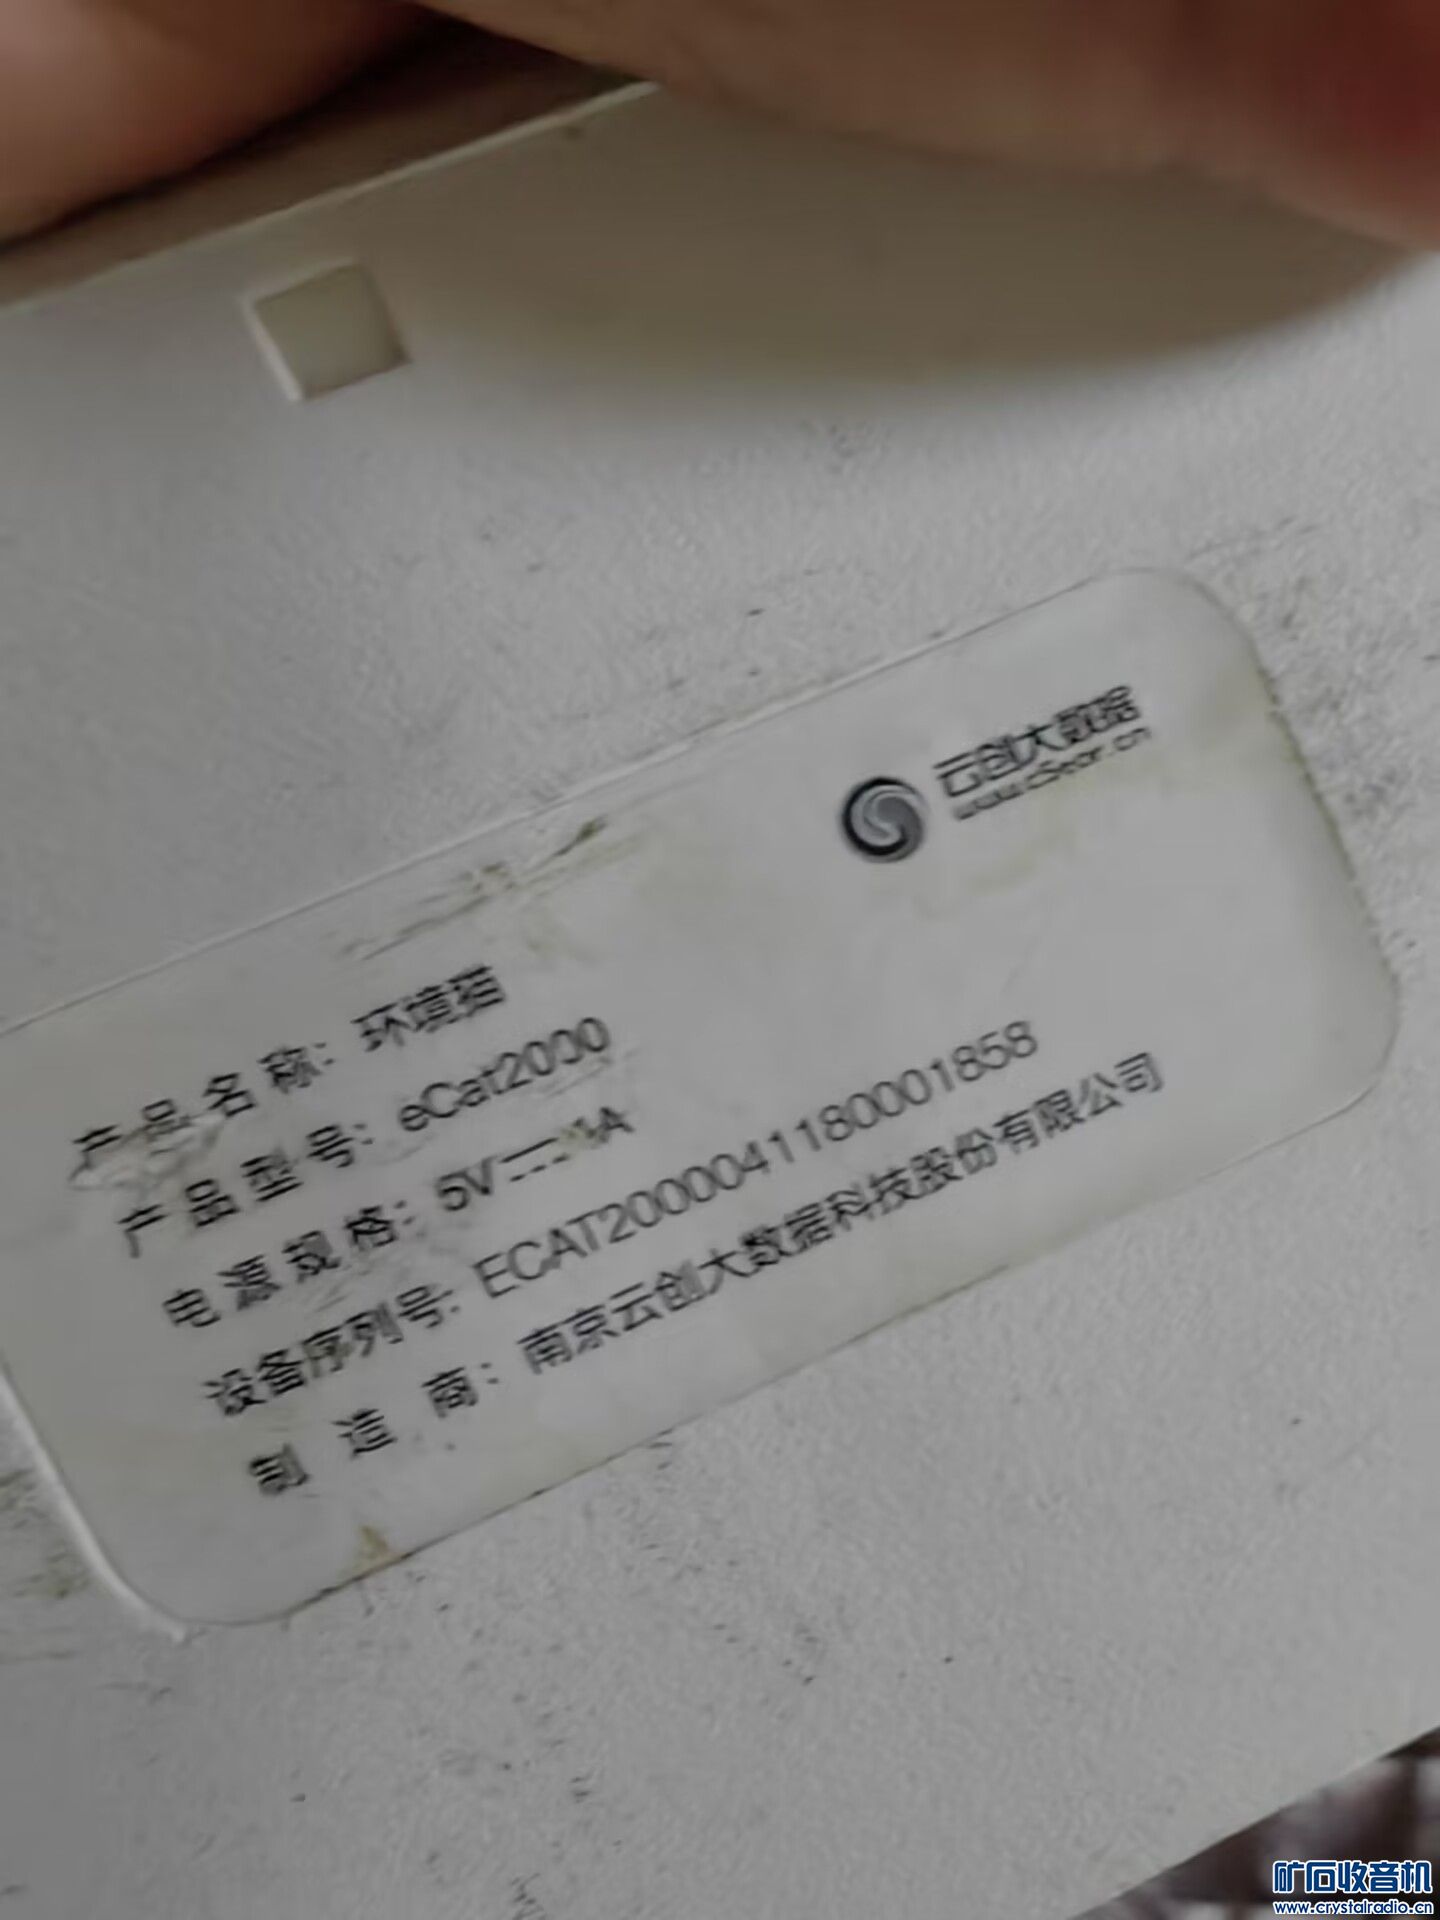 云创大数据
www.cStor.cn
产品名称：环境猫
产品型号：eCat2000
电源规格：5V⎓ A
设备序列号：ECAT2000041180001858
制造商：南京云创大数据科技股份有限公司
矿石收音机
www.crystalradio.cn